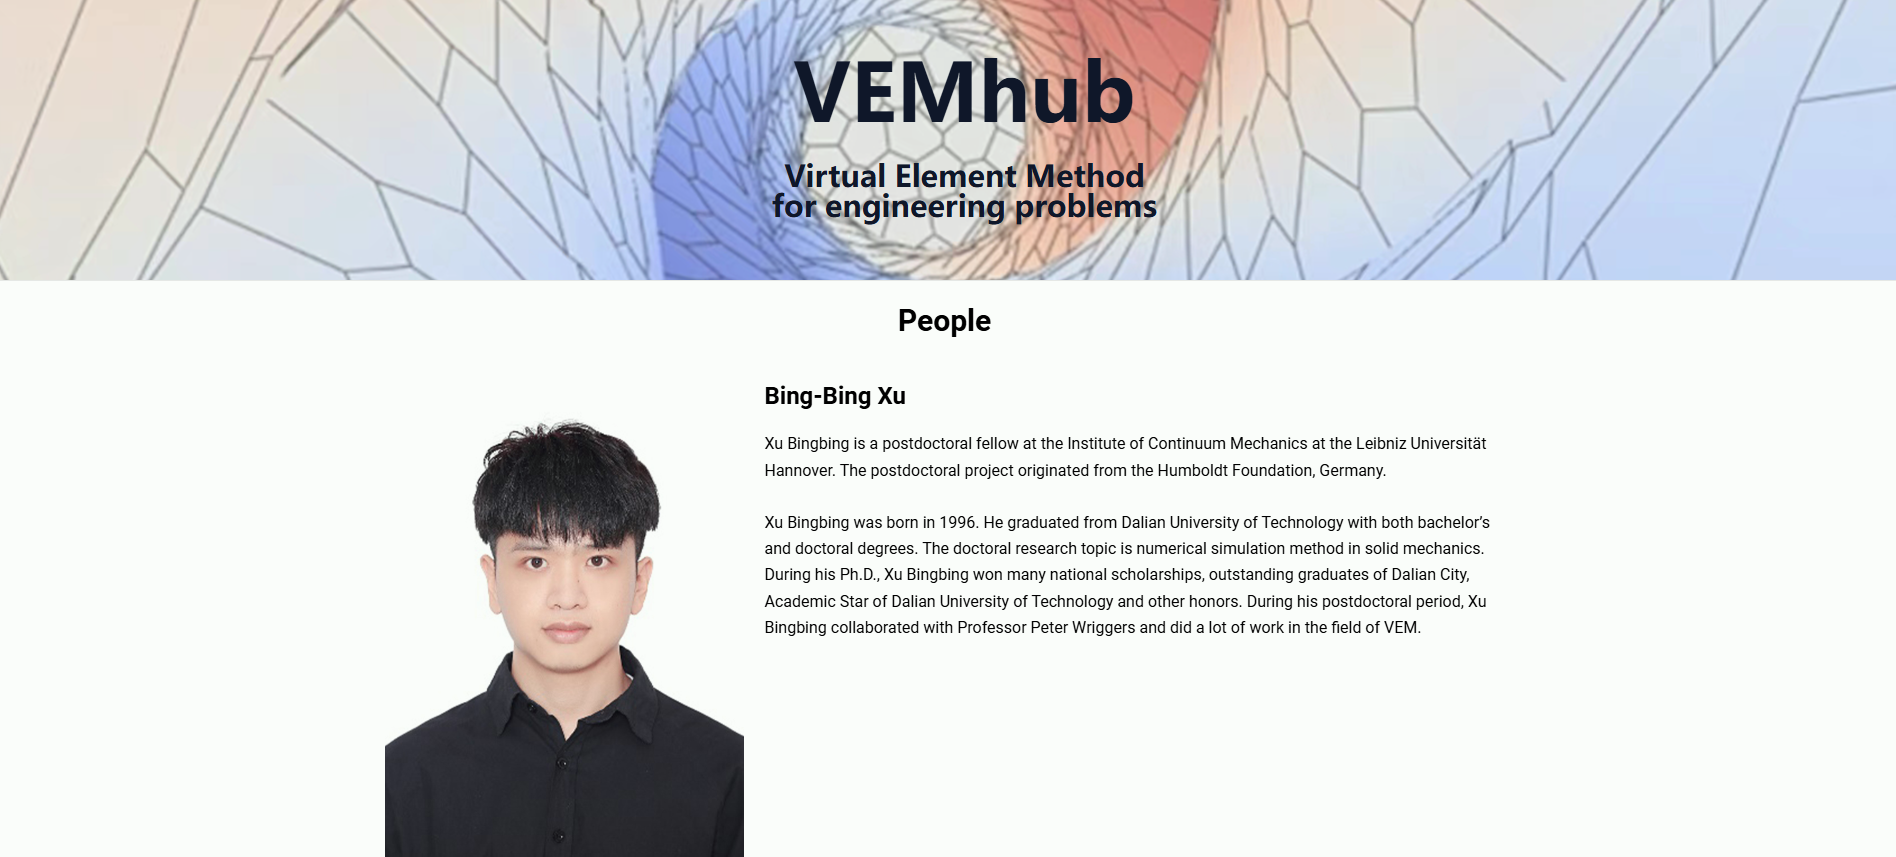 VEMhub
Virtual Element Method
for engineering problems
People
Bing-Bing Xu
Xu Bingbing is a postdoctoral fellow at the Institute of Continuum Mechanics at the Leibniz Universität
Hannover. The postdoctoral project originated from the Humboldt Foundation, Germany.
Xu Bingbing was born in 1996. He graduated from Dalian University of Technology with both bachelor’s
and doctoral degrees. The doctoral research topic is numerical simulation method in solid mechanics.
During his Ph.D., Xu Bingbing won many national scholarships, outstanding graduates of Dalian City,
Academic Star of Dalian University of Technology and other honors. During his postdoctoral period, Xu
Bingbing collaborated with Professor Peter Wriggers and did a lot of work in the field of VEM.